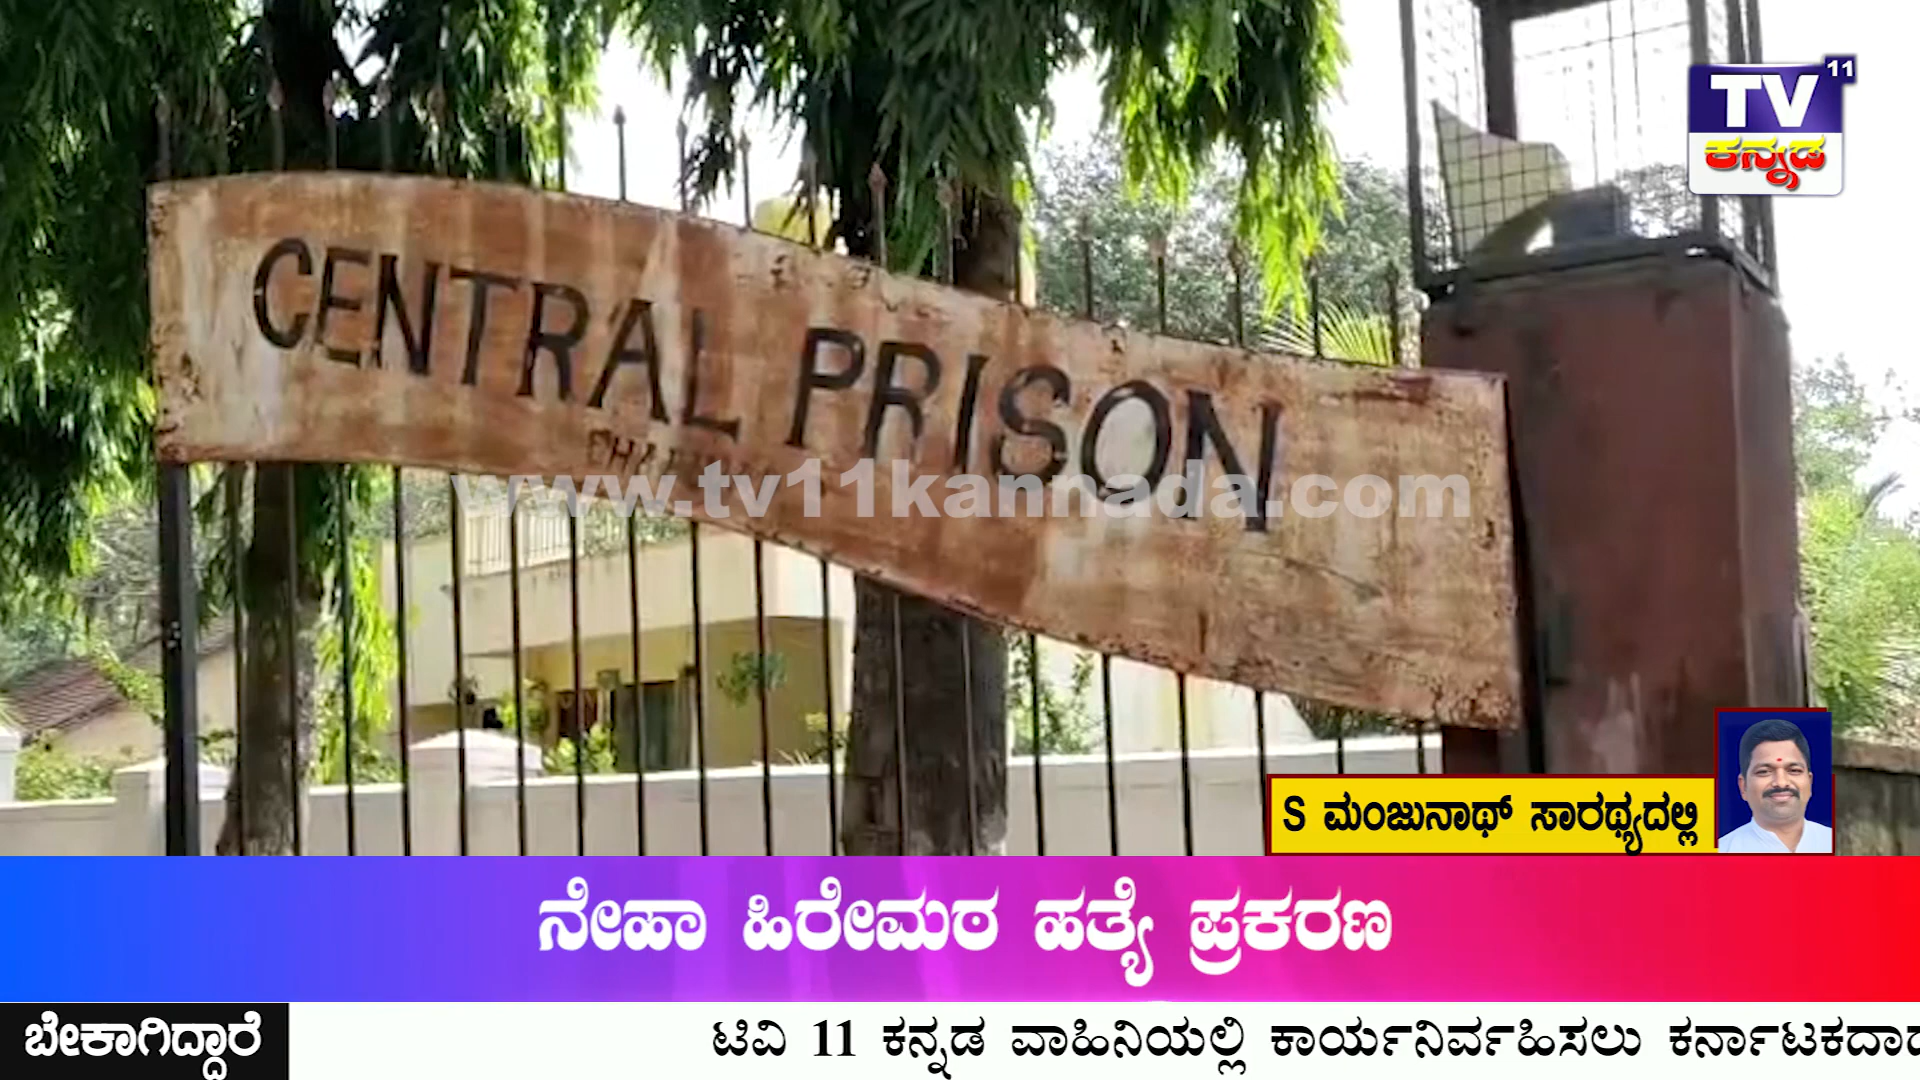 TV 11
ಕನ್ನಡ
CENTRAL PRISON
www.tv11kannada.com
S ಮಂಜುನಾಥ್ ಸಾರಥ್ಯದಲ್ಲಿ
ನೇಹಾ ಹಿರೇಮಠ ಹತ್ಯೆ ಪ್ರಕರಣ
ಬೇಕಾಗಿದ್ದಾರೆ
ಟಿವಿ 11 ಕನ್ನಡ ವಾಹಿನಿಯಲ್ಲಿ ಕಾರ್ಯನಿರ್ವಹಿಸಲು